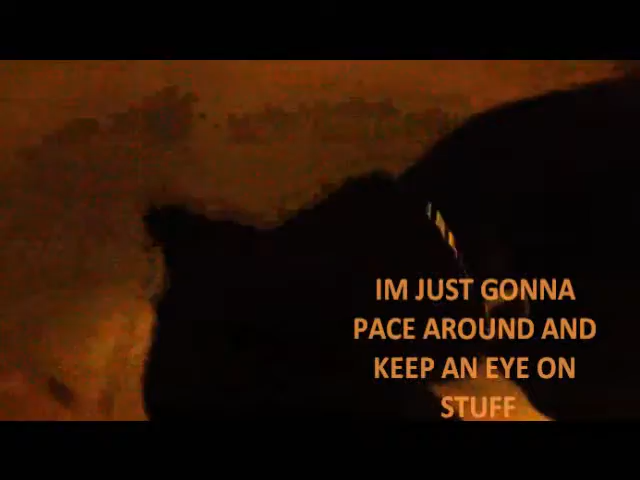 IM JUST GONNA
PACE AROUND AND
KEEP AN EYE ON
STUFF